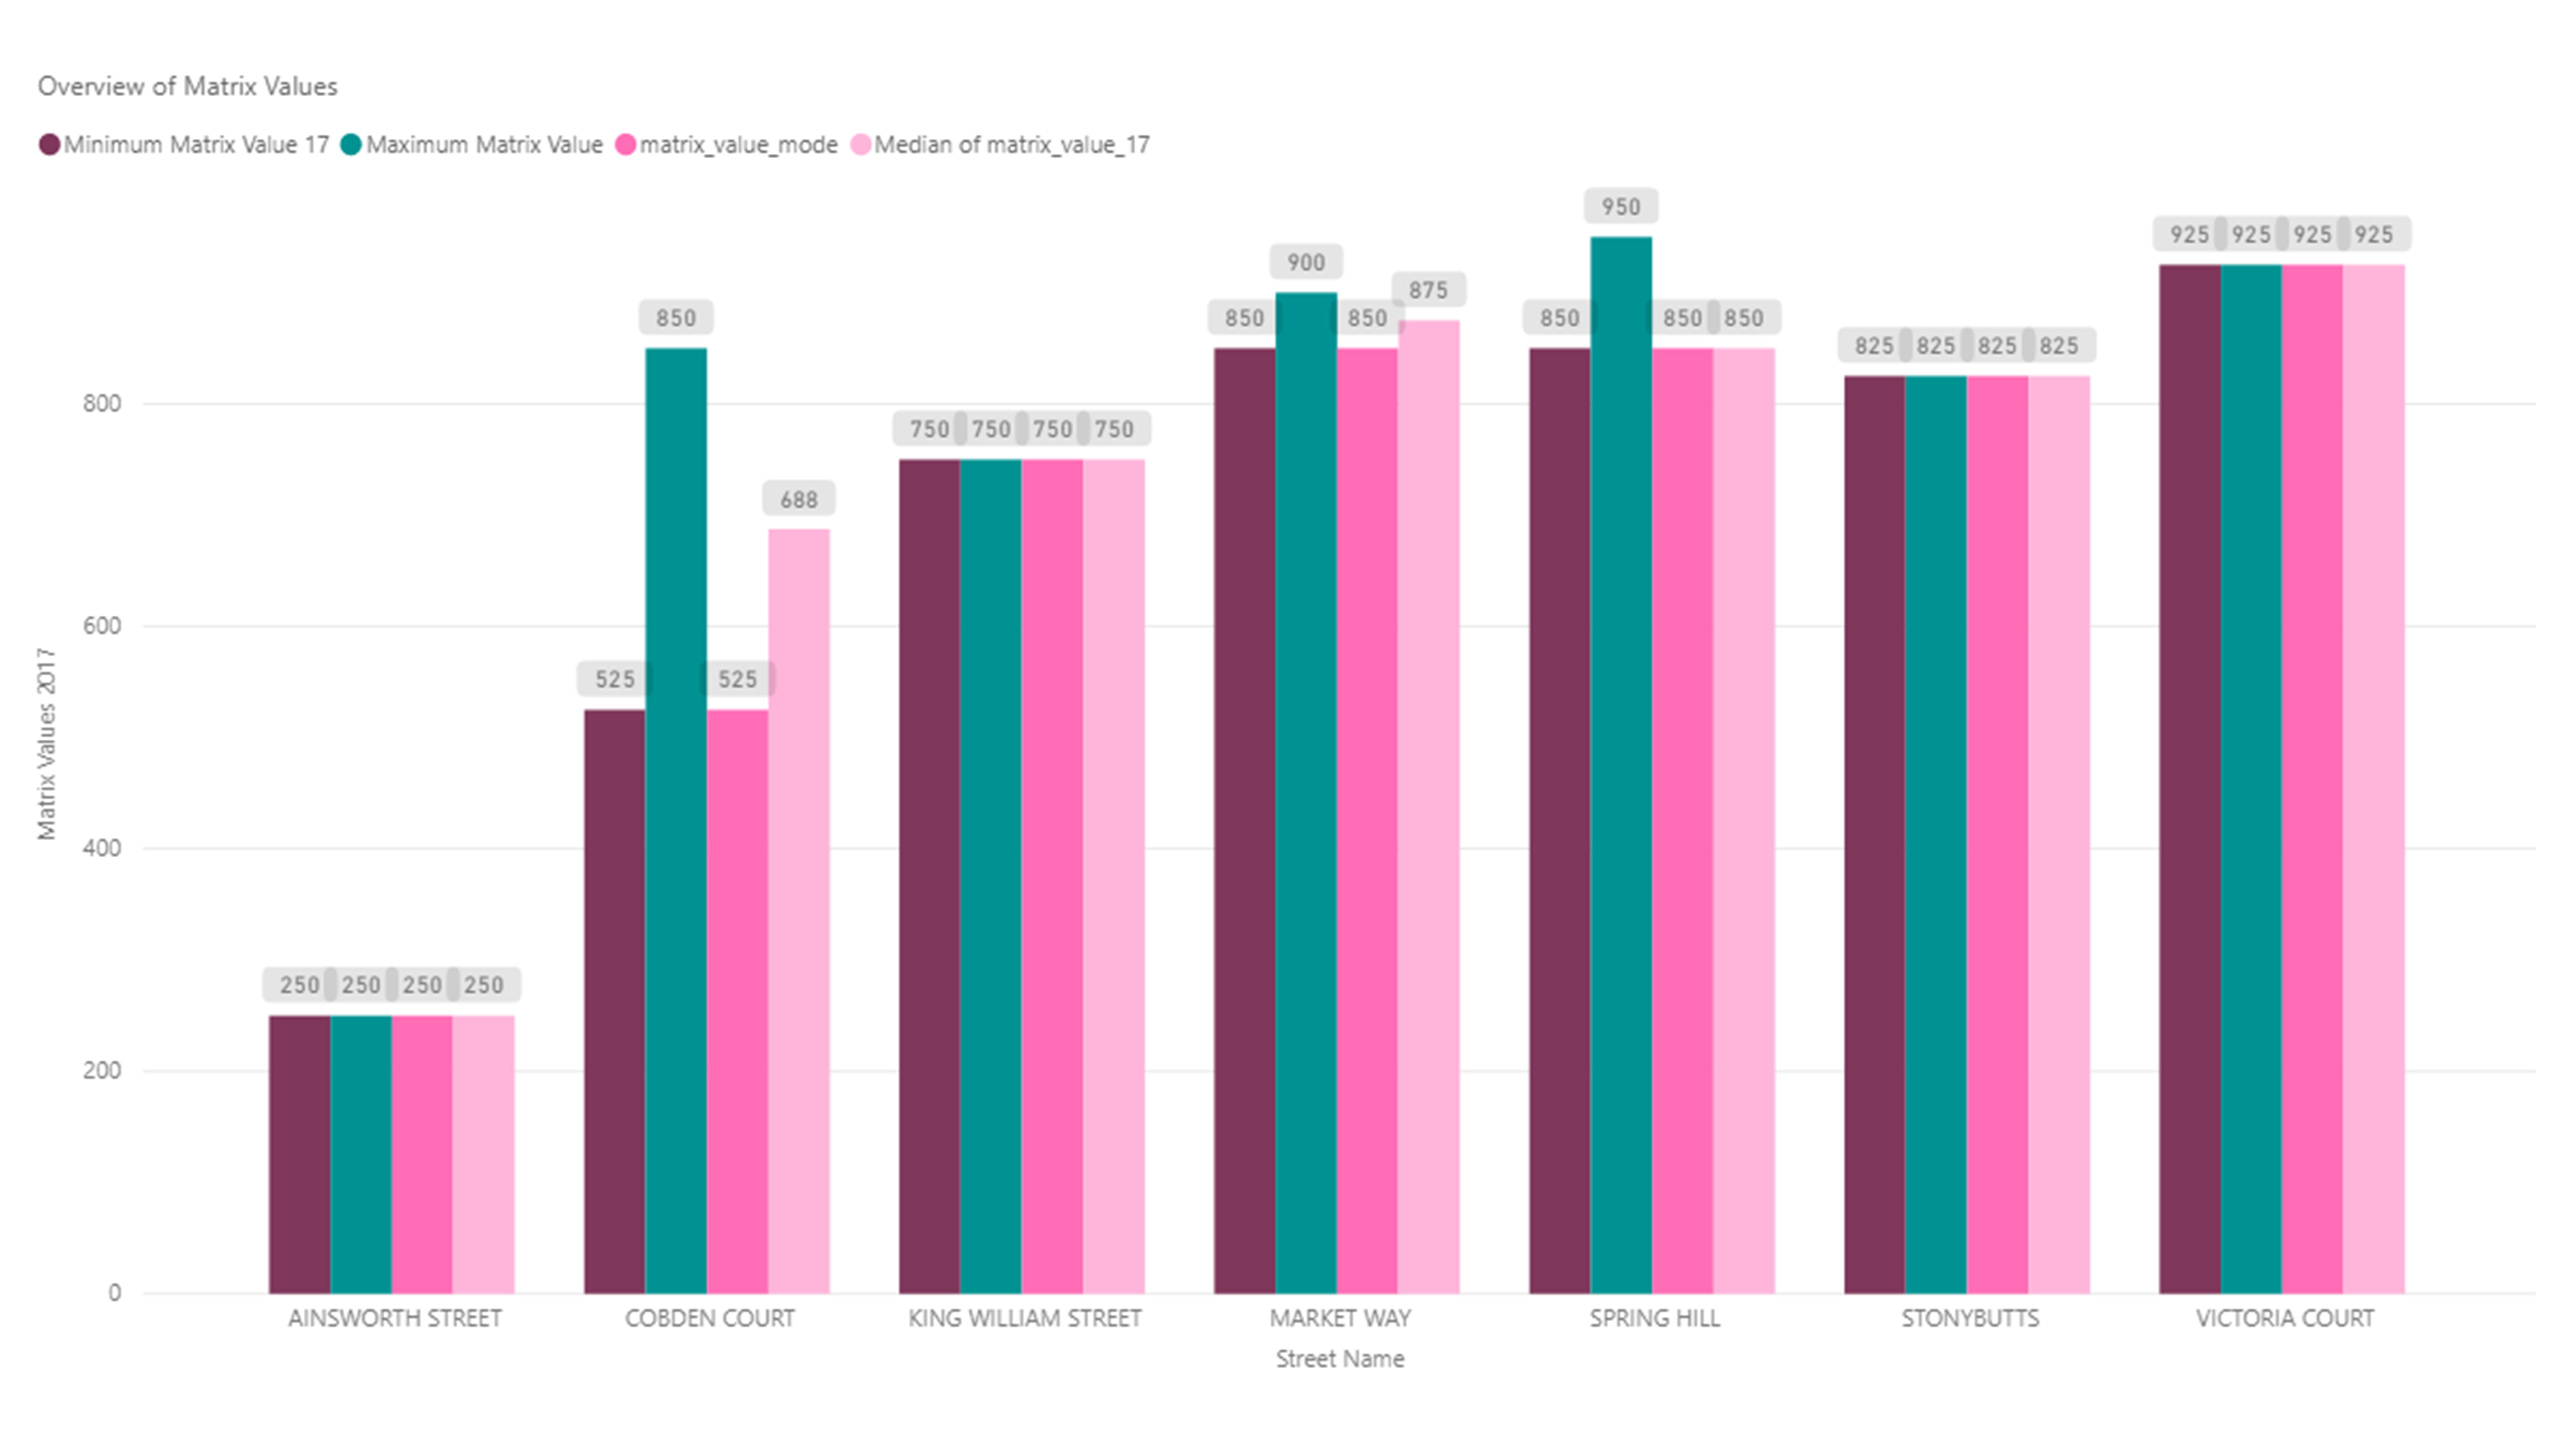 Overview of Matrix Values
Minimum Matrix Value 17 Maximum Matrix Value matrix_value_mode Median of matrix_value_17
950
925 925 925 925
900
875
850
850 850
850 850 850
825 825 825 825
800
750 750 750 750
688
600
525 525
400
250 250 250 250
200
0
Matrix Values 2017
AINSWORTH STREET COBDEN COURT KING WILLIAM STREET MARKET WAY SPRING HILL STONYBUTTS VICTORIA COURT
Street Name